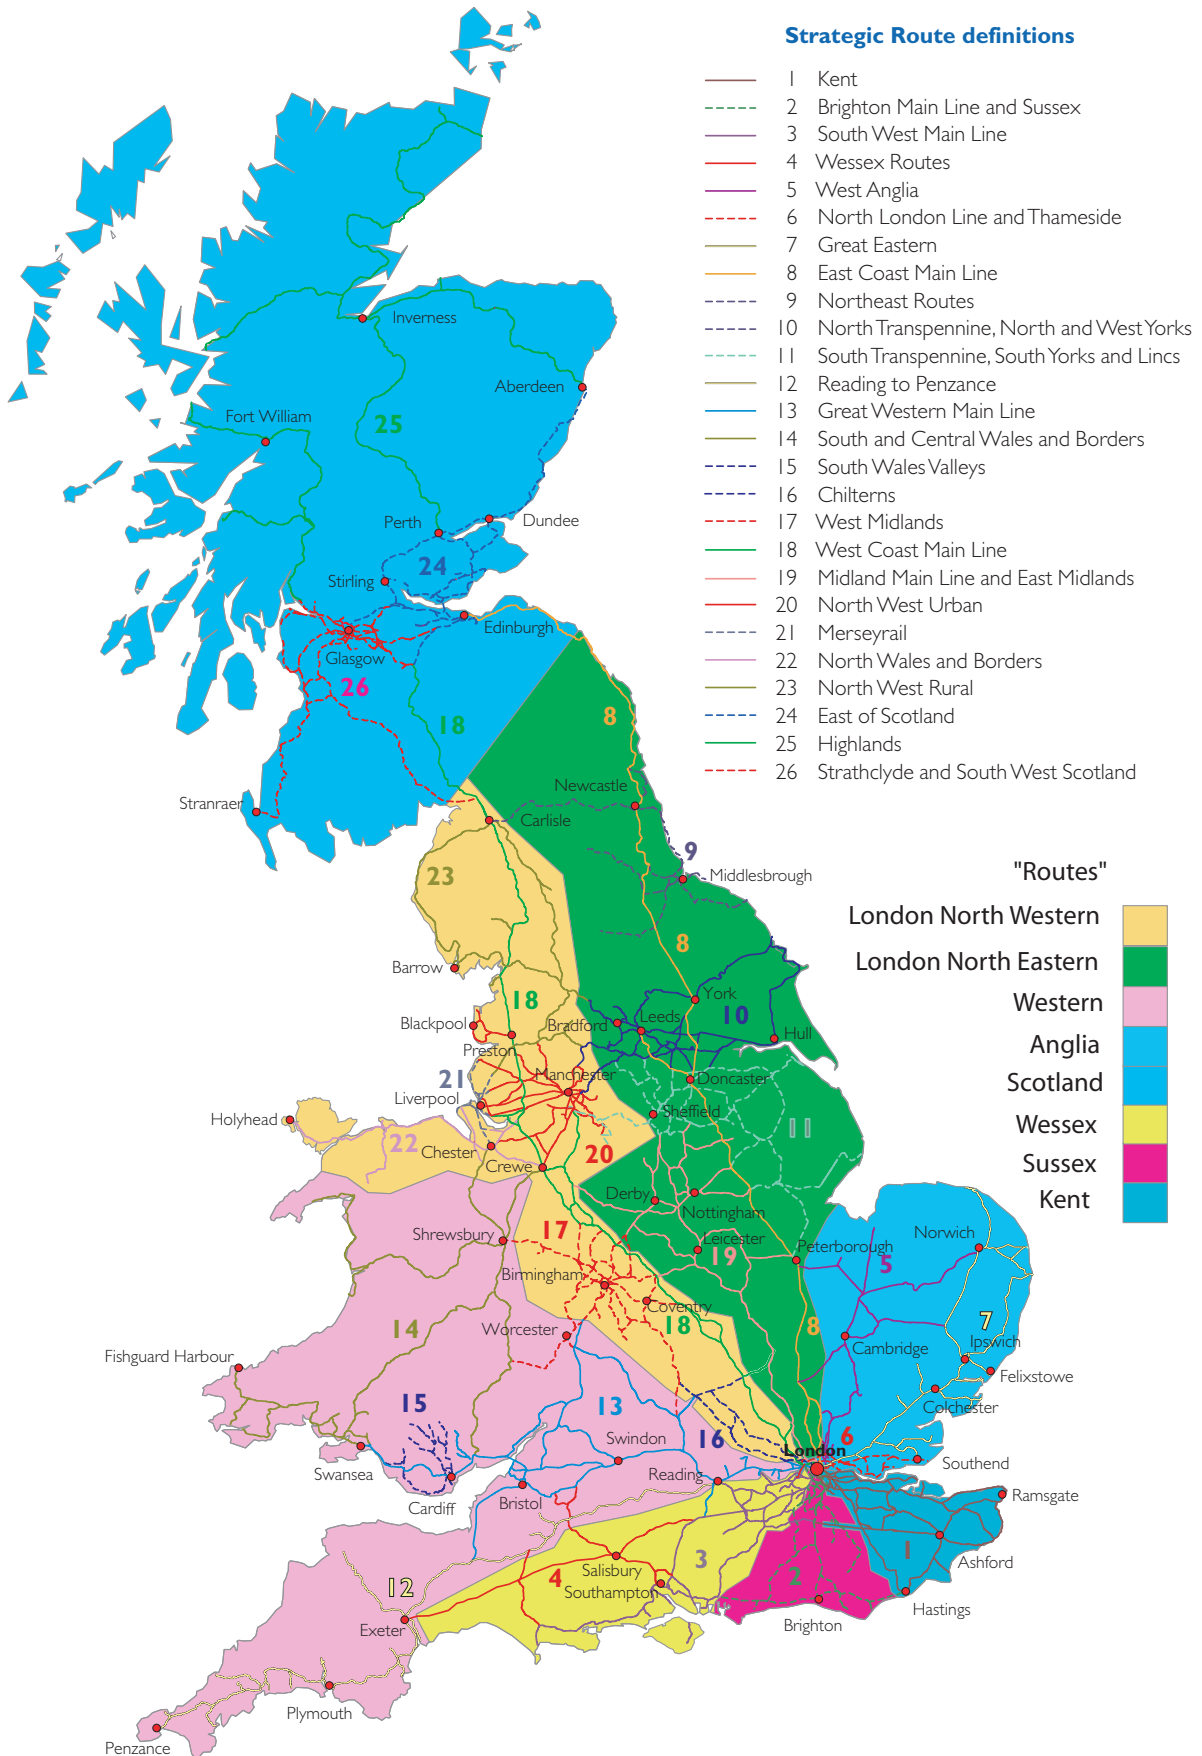 Strategic Route definitions
1 Kent
2 Brighton Main Line and Sussex
3 South West Main Line
4 Wessex Routes
5 West Anglia
6 North London Line and Thameside
7 Great Eastern
8 East Coast Main Line
9 Northeast Routes
10 North Transpennine, North and West Yorks
11 South Transpennine, South Yorks and Lincs
12 Reading to Penzance
13 Great Western Main Line
14 South and Central Wales and Borders
15 South Wales Valleys
16 Chilterns
17 West Midlands
18 West Coast Main Line
19 Midland Main Line and East Midlands
20 North West Urban
21 Merseyrail
22 North Wales and Borders
23 North West Rural
24 East of Scotland
25 Highlands
26 Strathclyde and South West Scotland
"Routes"
London North Western
London North Eastern
Western
Anglia
Scotland
Wessex
Sussex
Kent
Inverness
Aberdeen
Fort William
25
Perth
Dundee
Stirling
24
Edinburgh
Glasgow
26
18
8
Newcastle
Stranraer
Carlisle
9
23
Middlesbrough
8
Barrow
18
York
Blackpool
Bradford
Leeds
10
Hull
Preston
21
Manchester
Doncaster
Liverpool
Sheffield
Holyhead
11
22
Chester
20
Crewe
Derby
Nottingham
Shrewsbury
17
Leicester
19
Peterborough
Norwich
5
Birmingham
Coventry
18
8
7
14
Worcester
Cambridge
Ipswich
Fishguard Harbour
Felixstowe
15
13
Colchester
Swindon
16
6
London
Southend
Swansea
Reading
Cardiff
Bristol
Ramsgate
1
Ashford
3
Salisbury
4
Southampton
2
12
Hastings
Exeter
Brighton
Plymouth
Penzance